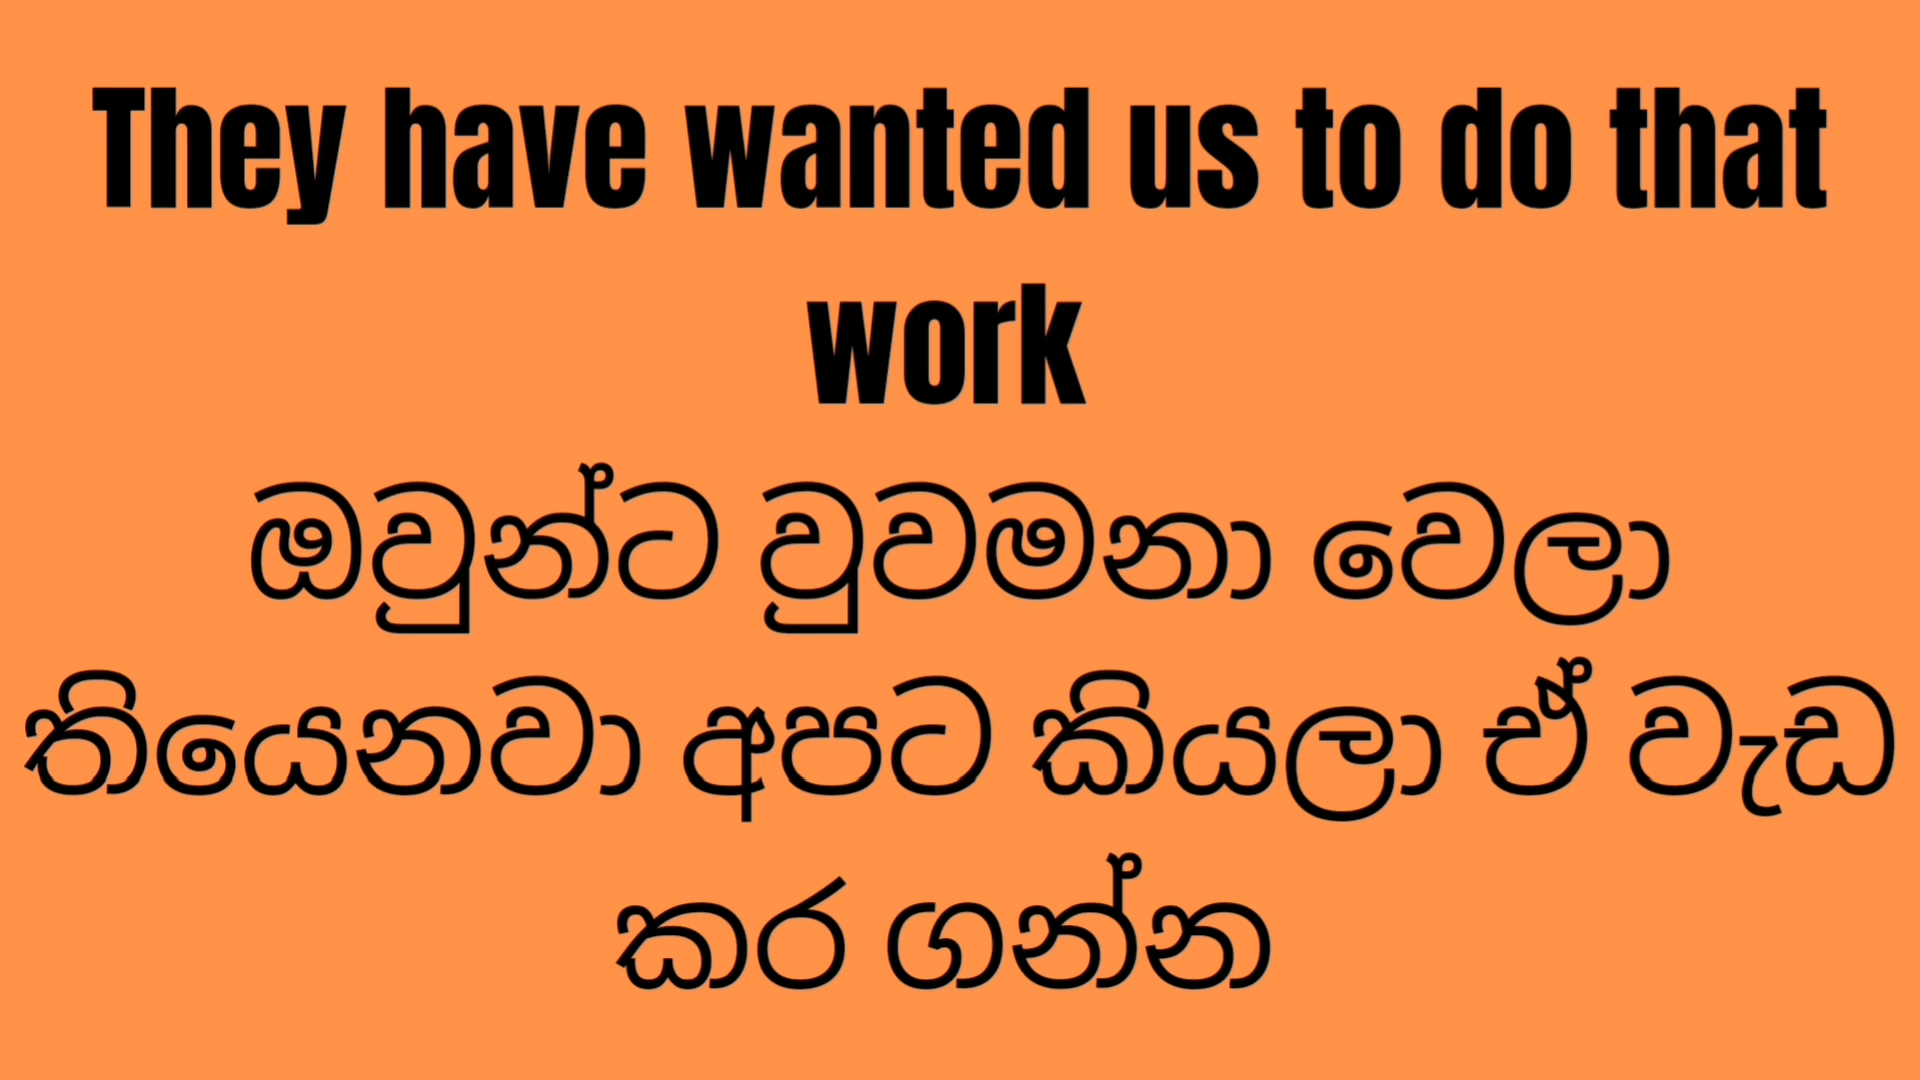 They have wanted us to do that
work
ඔවුන්ට වුවමනා වෙලා
තියෙනවා අපට කියලා ඒ වැඩ
කර ගන්න